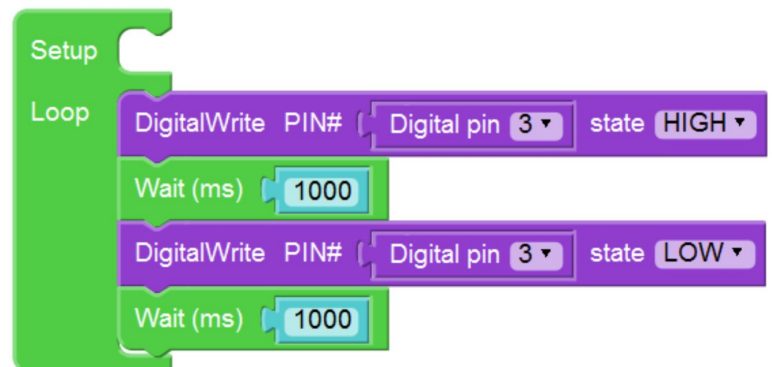 Setup
Loop
DigitalWrite PIN# Digital pin 3 state HIGH
Wait (ms) 1000
DigitalWrite PIN# Digital pin 3 state LOW
Wait (ms) 1000